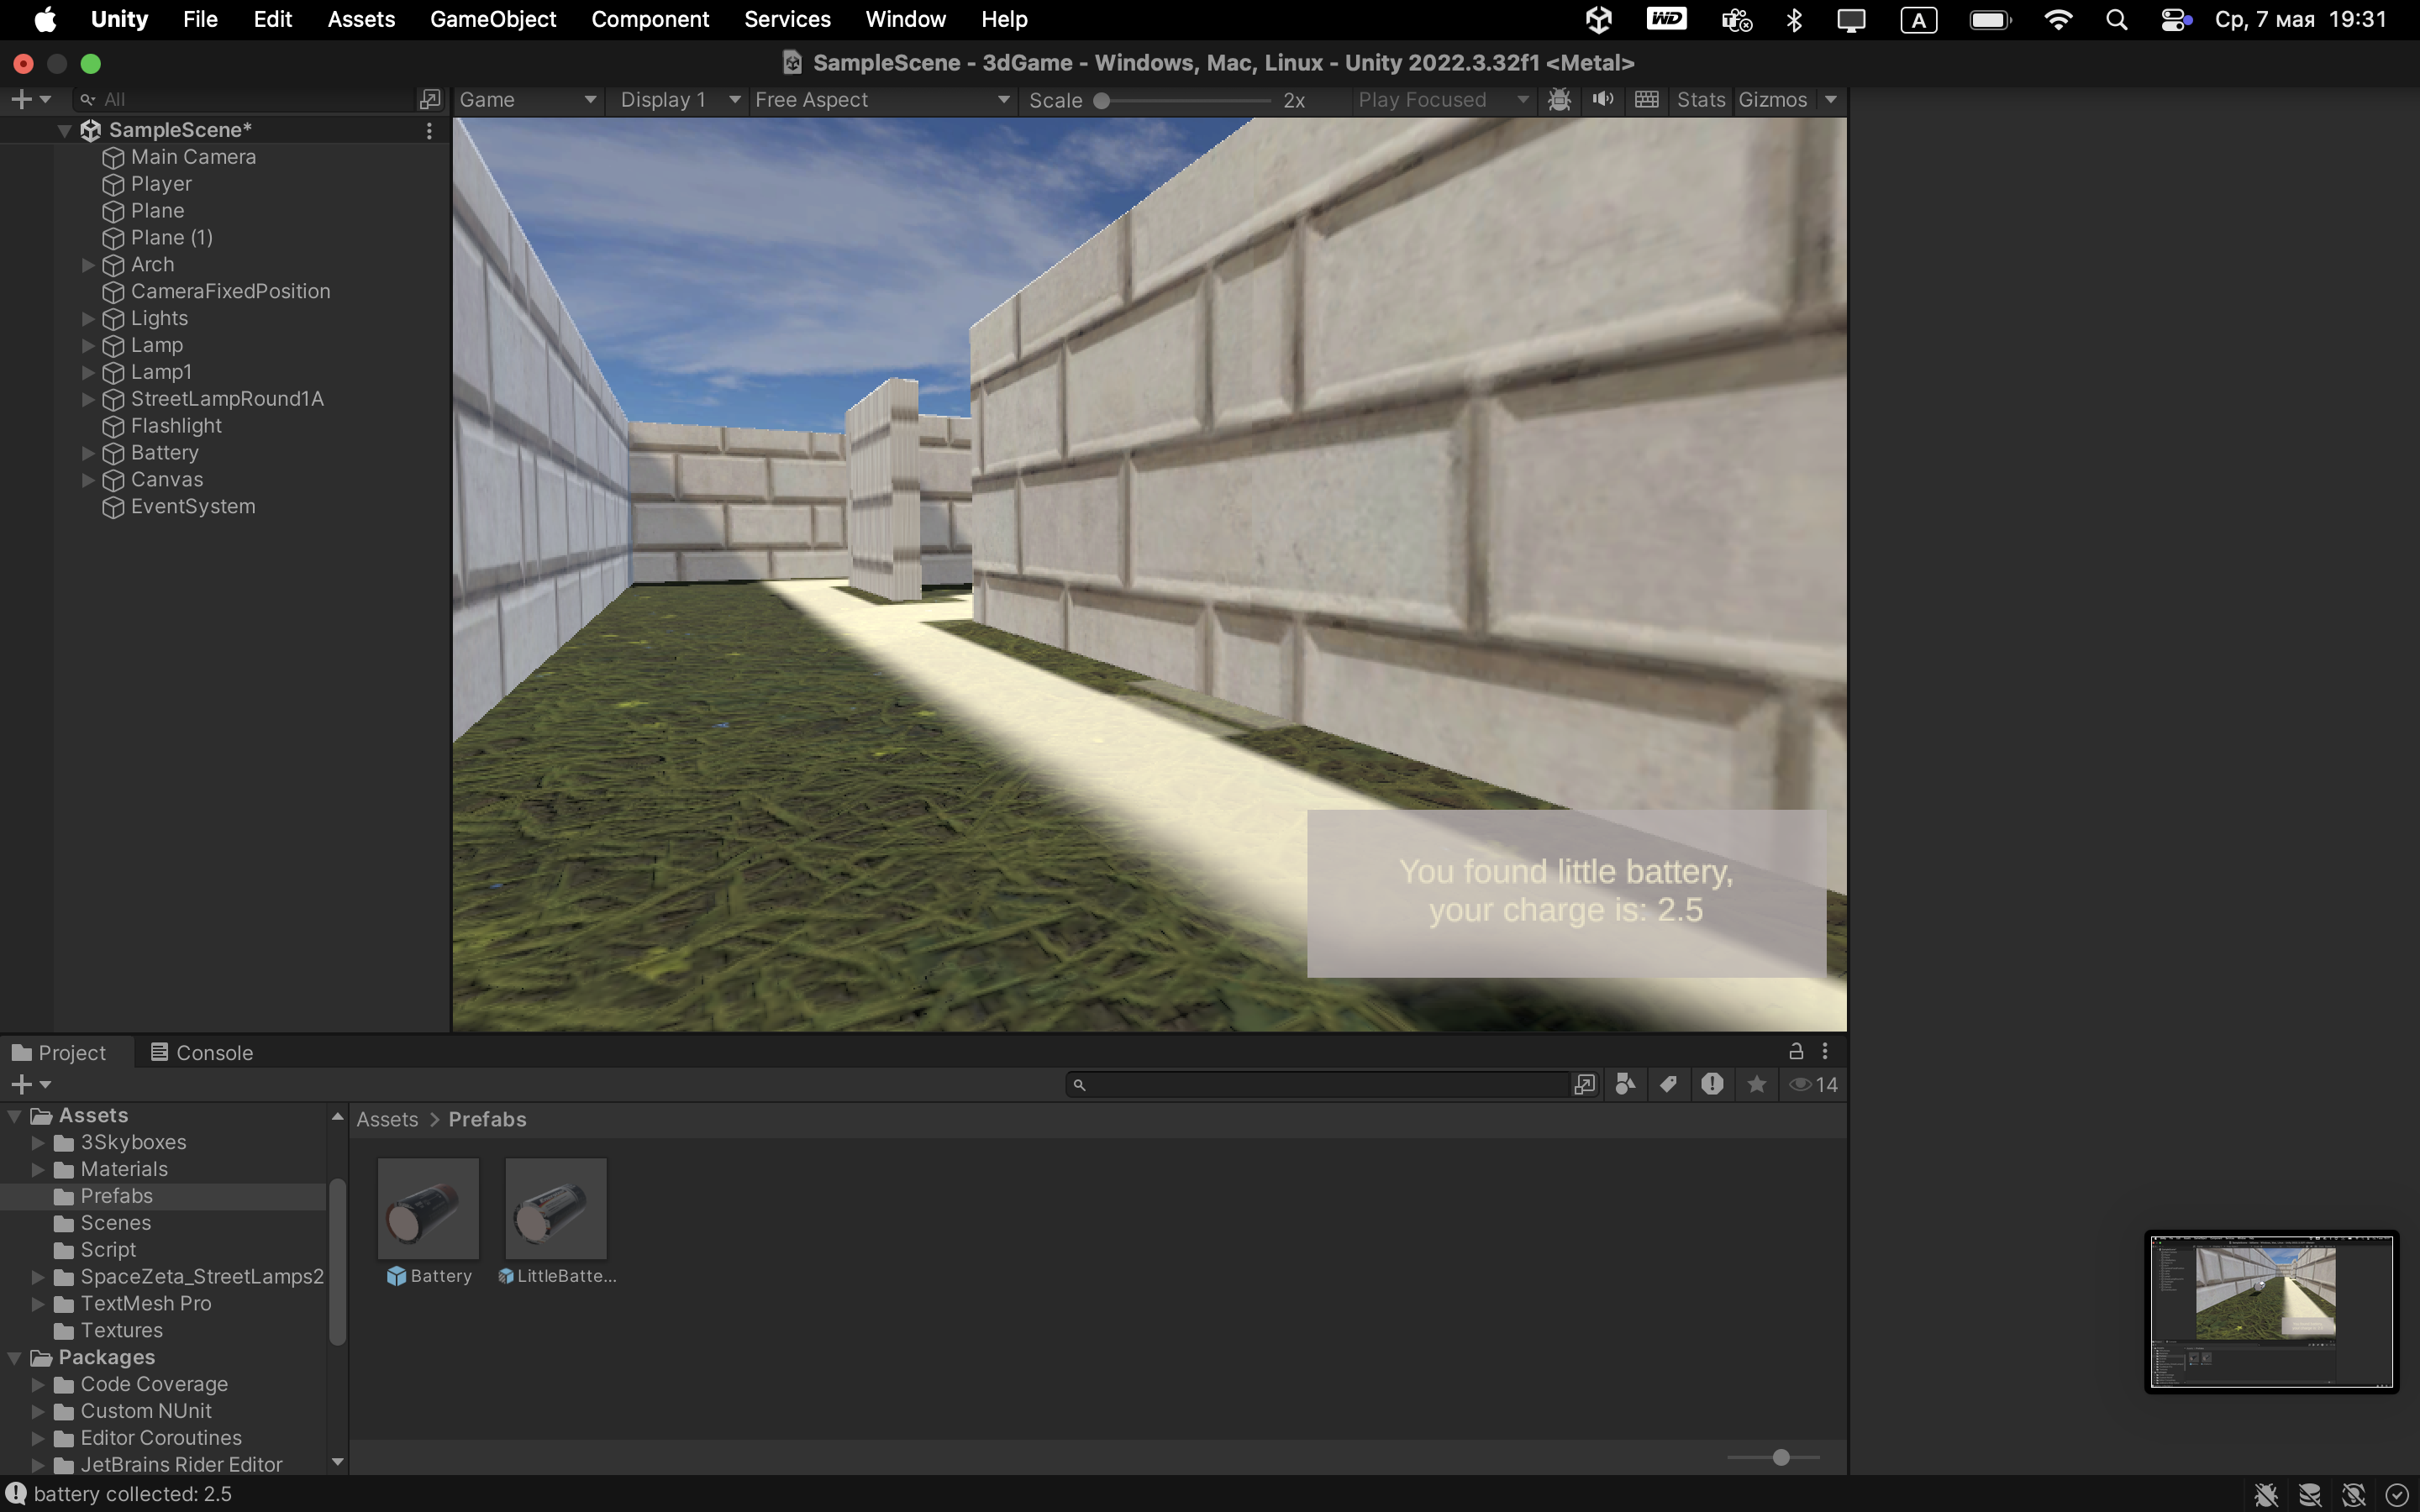 Unity File Edit Assets GameObject Component Services Window Help WD A Ср, 7 мая 19:31
SampleScene - 3dGame - Windows, Mac, Linux - Unity 2022.3.32f1 <Metal>
All
Game Display 1 Free Aspect Scale 2x Play Focused Stats Gizmos
SampleScene*
Main Camera
Player
Plane
Plane (1)
Arch
CameraFixedPosition
Lights
Lamp
Lamp1
StreetLampRound1A
Flashlight
Battery
Canvas
EventSystem
You found little battery,
your charge is: 2.5
Project Console
14
Assets
3Skyboxes
Materials
Prefabs
Scenes
Script
SpaceZeta_StreetLamps2
TextMesh Pro
Textures
Packages
Code Coverage
Custom NUnit
Editor Coroutines
JetBrains Rider Editor
Assets > Prefabs
Battery LittleBatte...
battery collected: 2.5